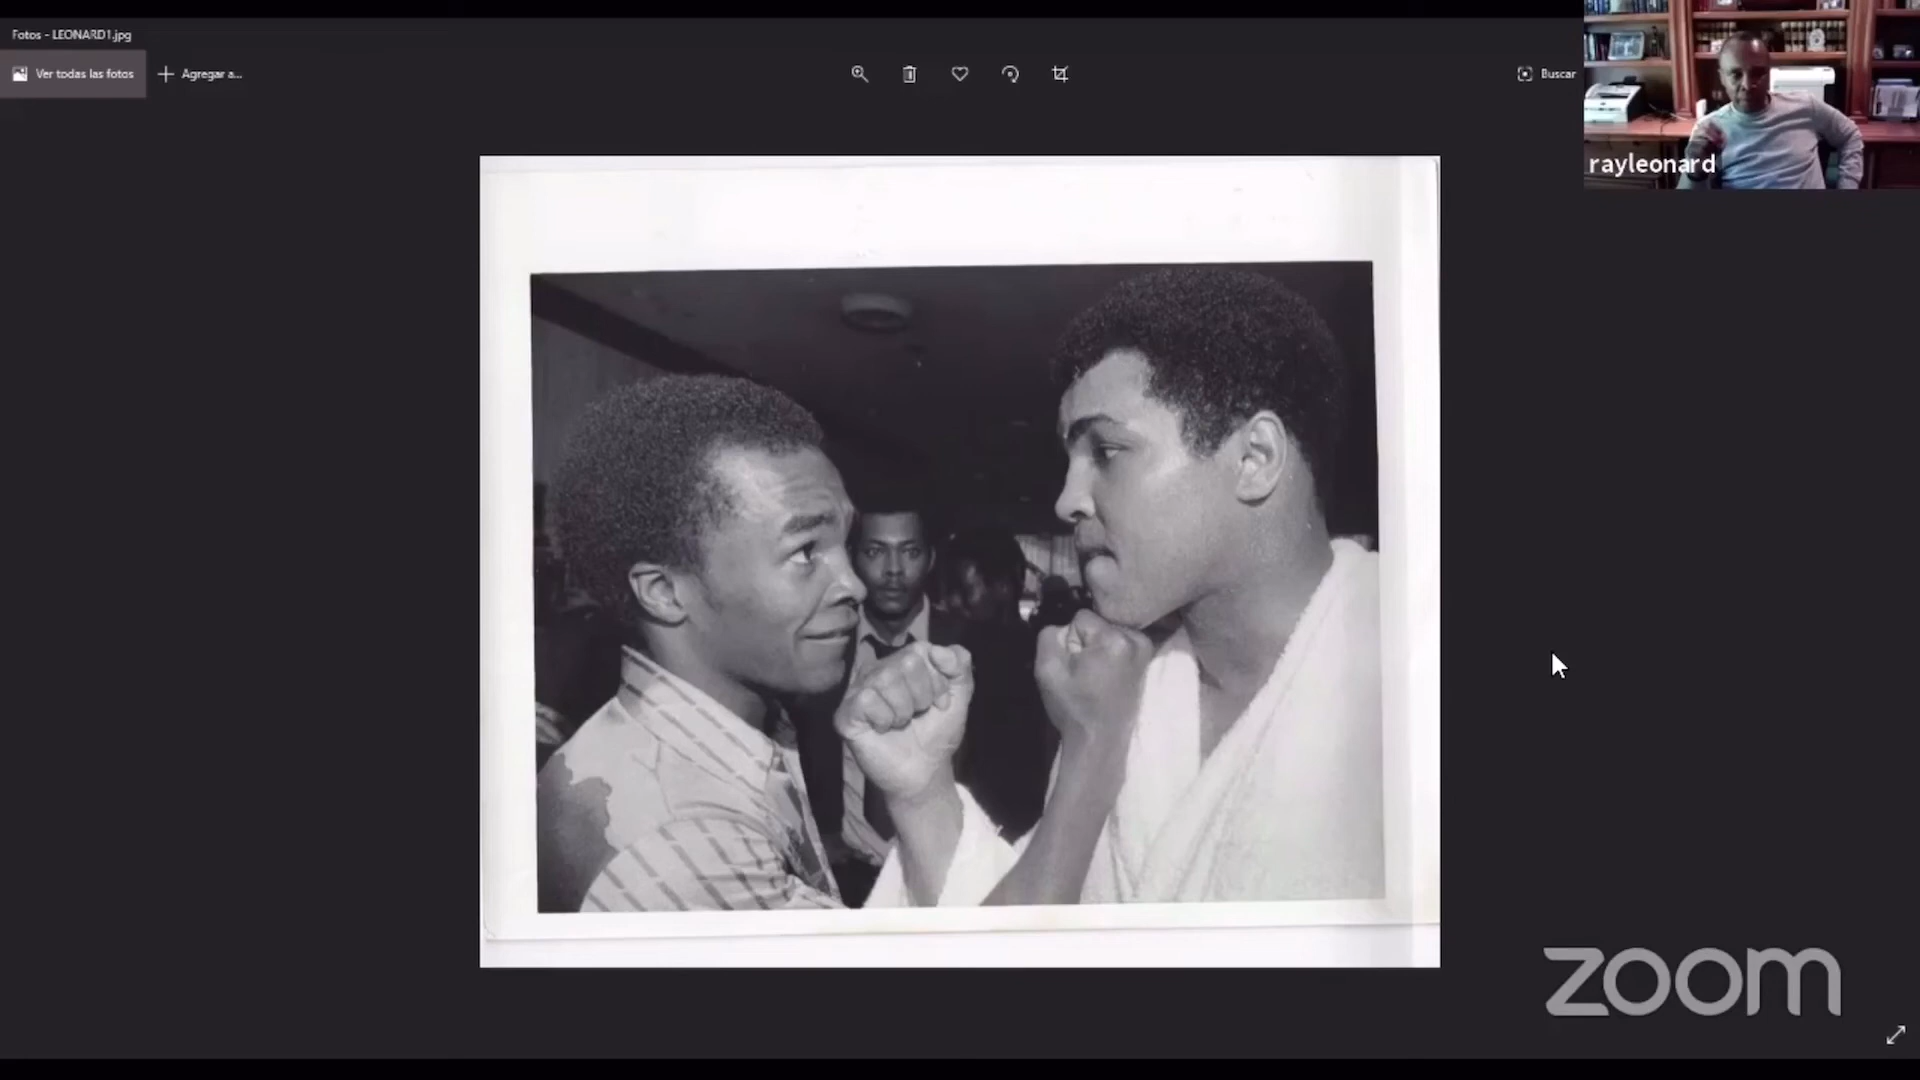 Fotos - LEONARD1.jpg
Ver todas las fotos
Agregar a...
Buscar
rayleonard
zoom